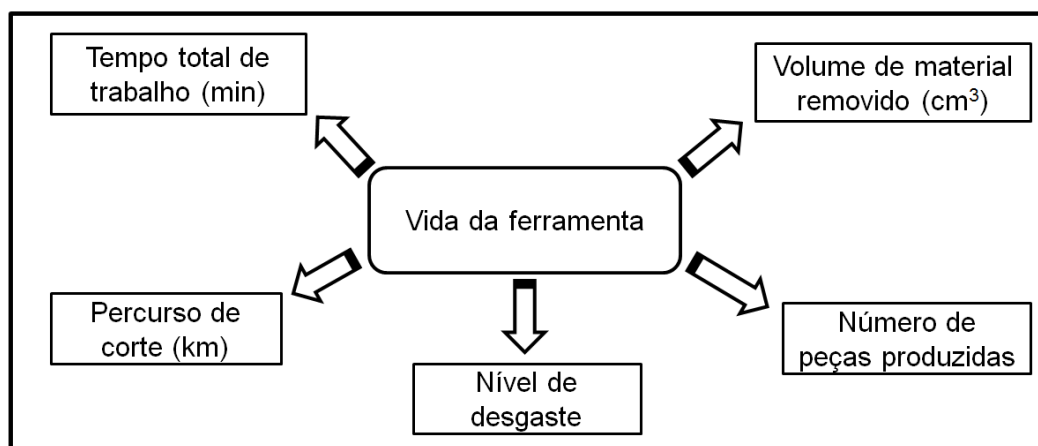 Tempo total de
trabalho (min)
Volume de material
removido (cm³)
Vida da ferramenta
Percurso de
corte (km)
Nível de
desgaste
Número de
peças produzidas